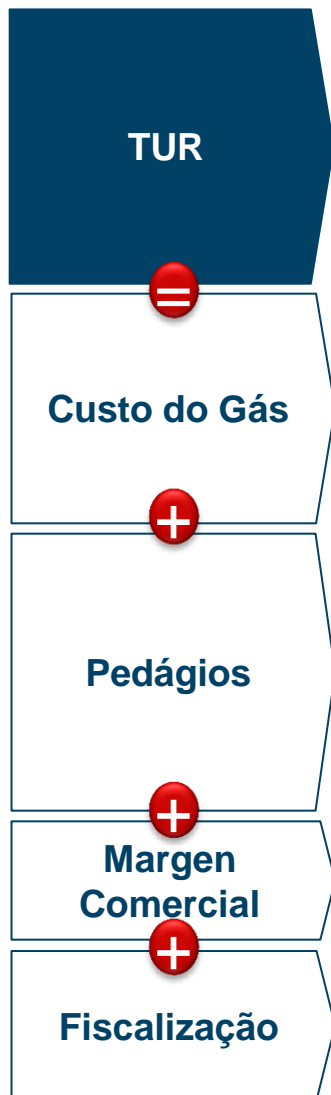 TUR
=
Custo do Gás
+
Pedágios
+
Margen
Comercial
+
Fiscalização